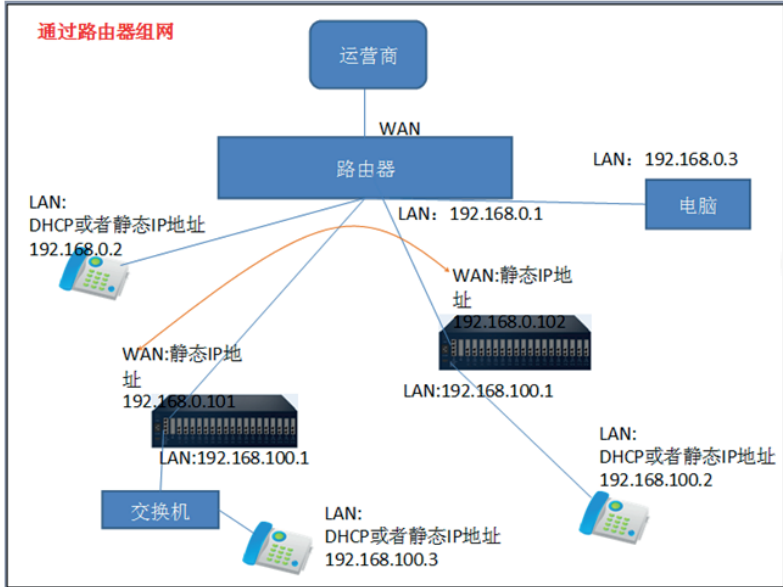 通过路由器组网
运营商
WAN
路由器
LAN：192.168.0.3
电脑
LAN：192.168.0.1
LAN:
DHCP或者静态IP地址
192.168.0.2
WAN:静态IP地
址
192.168.0.102
LAN:192.168.100.1
WAN:静态IP地
址
192.168.0.101
LAN:192.168.100.1
LAN:
DHCP或者静态IP地址
192.168.100.2
交换机
LAN:
DHCP或者静态IP地址
192.168.100.3